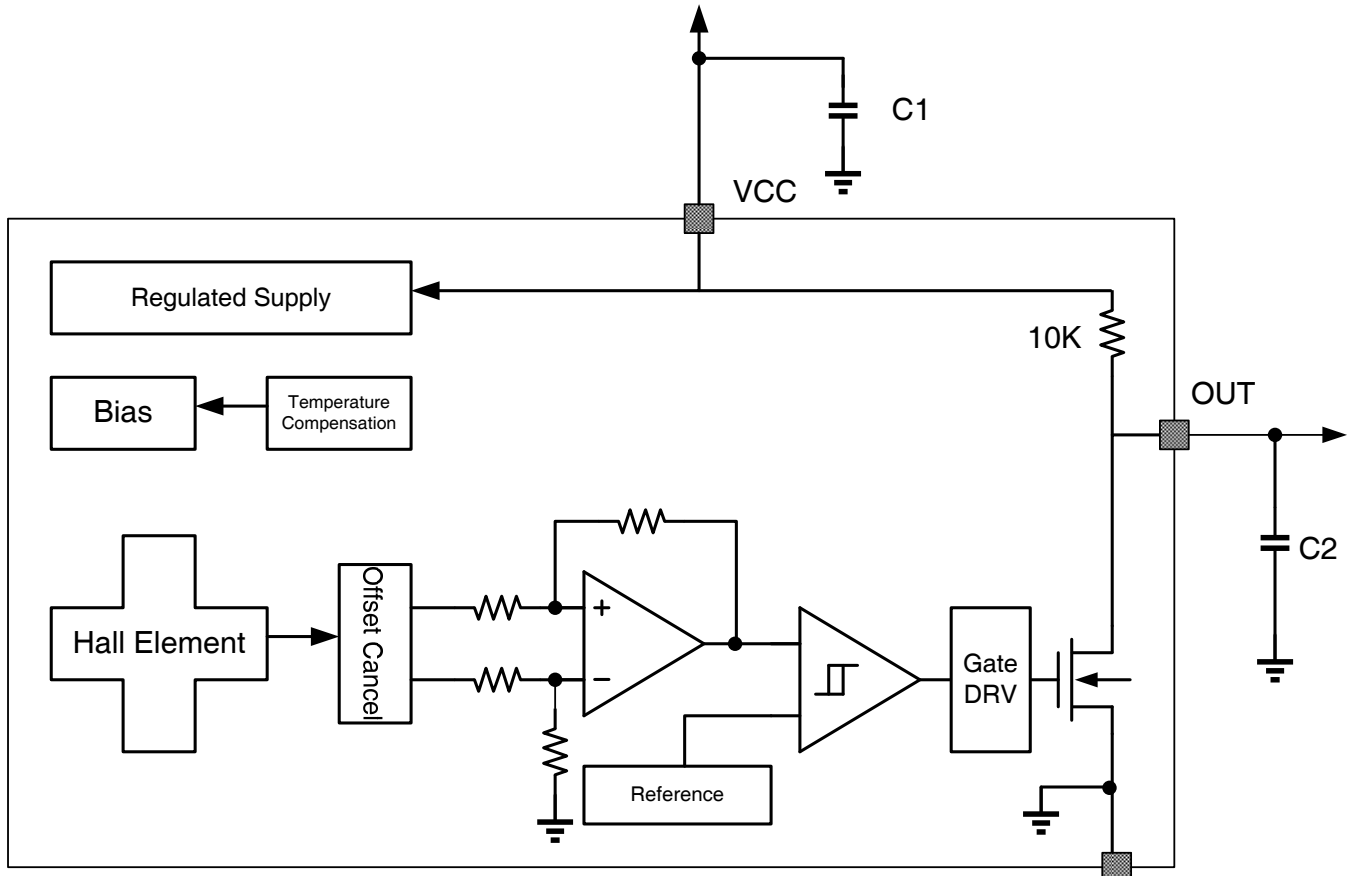 C1
VCC
Regulated Supply
10K
OUT
Bias
Temperature
Compensation
C2
Hall Element
Offset Cancel
+
−
Gate
DRV
Reference